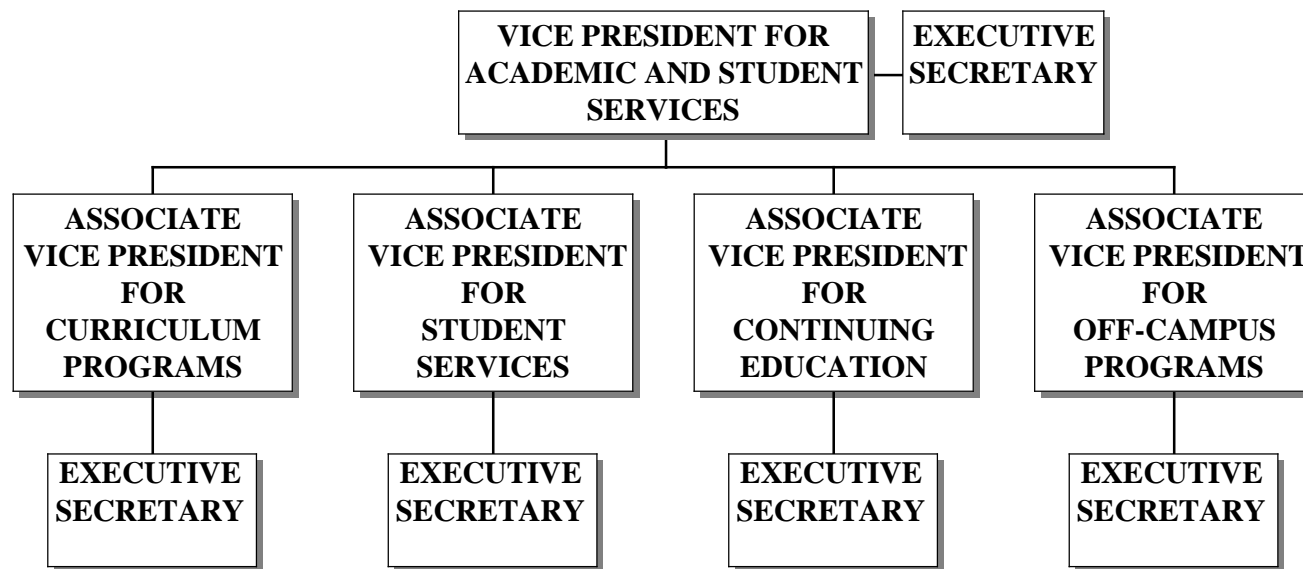 VICE PRESIDENT FOR
ACADEMIC AND STUDENT
SERVICES
EXECUTIVE
SECRETARY
ASSOCIATE
VICE PRESIDENT
FOR
CURRICULUM
PROGRAMS
ASSOCIATE
VICE PRESIDENT
FOR
STUDENT
SERVICES
ASSOCIATE
VICE PRESIDENT
FOR
CONTINUING
EDUCATION
ASSOCIATE
VICE PRESIDENT
FOR
OFF-CAMPUS
PROGRAMS
EXECUTIVE
SECRETARY
EXECUTIVE
SECRETARY
EXECUTIVE
SECRETARY
EXECUTIVE
SECRETARY